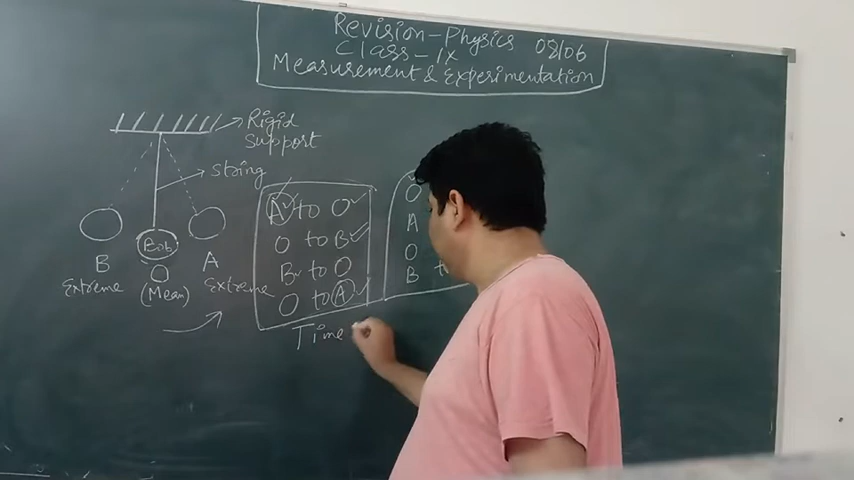 Revision-Physics 08/06
Class-IX
Measurement & Experimentation
Rigid
support
string
Bob
B
O
A
Extreme
(Mean)
Extreme
A to O
O to B
B to O
O to A
Time
O
A
O
B